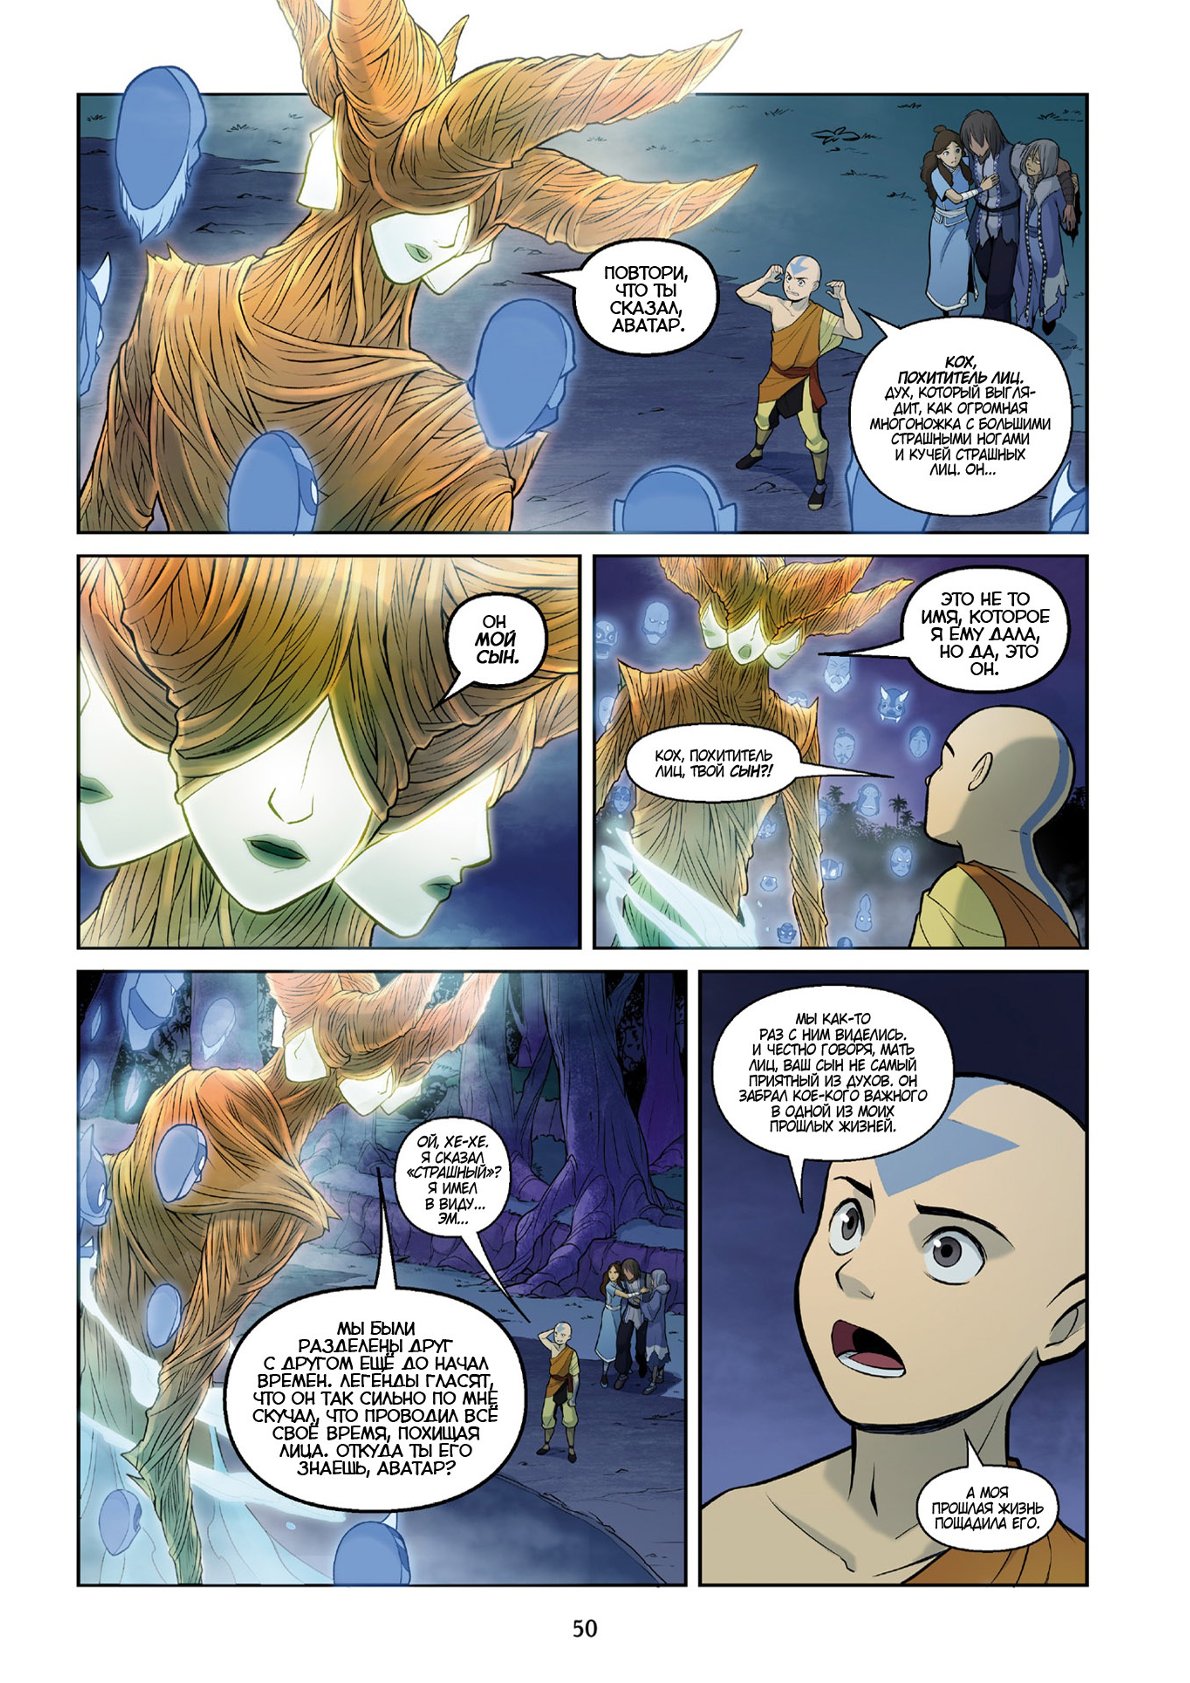 ПОВТОРИ,
ЧТО ТЫ
СКАЗАЛ,
АВАТАР.
КОХ,
ПОХИТИТЕЛЬ ЛИЦ.
ДУХ, КОТОРЫЙ ВЫГЛЯ-
ДИТ, КАК ОГРОМНАЯ
МНОГОНОЖКА С БОЛЬШИМИ
СТРАШНЫМИ НОГАМИ
И КУЧЕЙ СТРАШНЫХ
ЛИЦ. ОН...
ОН
МОЙ
СЫН.
ЭТО НЕ ТО
ИМЯ, КОТОРОЕ
Я ЕМУ ДАЛА,
НО ДА, ЭТО
ОН.
КОХ, ПОХИТИТЕЛЬ
ЛИЦ, ТВОЙ СЫН?!
ОЙ, ХЕ-ХЕ.
Я СКАЗАЛ
«СТРАШНЫЙ»?
Я ИМЕЛ
В ВИДУ...
ЭМ...
МЫ БЫЛИ
РАЗДЕЛЕНЫ ДРУГ
С ДРУГОМ ЕЩЁ ДО НАЧАЛ
ВРЕМЕН. ЛЕГЕНДЫ ГЛАСЯТ,
ЧТО ОН ТАК СИЛЬНО ПО МНЕ
СКУЧАЛ, ЧТО ПРОВОДИЛ ВСЁ
СВОЁ ВРЕМЯ, ПОХИЩАЯ
ЛИЦА. ОТКУДА ТЫ ЕГО
ЗНАЕШЬ, АВАТАР?
МЫ КАК-ТО
РАЗ С НИМ ВИДЕЛИСЬ.
И ЧЕСТНО ГОВОРЯ, МАТЬ
ЛИЦ, ВАШ СЫН НЕ САМЫЙ
ПРИЯТНЫЙ ИЗ ДУХОВ. ОН
ЗАБРАЛ КОЕ-КОГО ВАЖНОГО
В ОДНОЙ ИЗ МОИХ
ПРОШЛЫХ ЖИЗНЕЙ.
А МОЯ
ПРОШЛАЯ ЖИЗНЬ
ПОЩАДИЛА ЕГО.
50